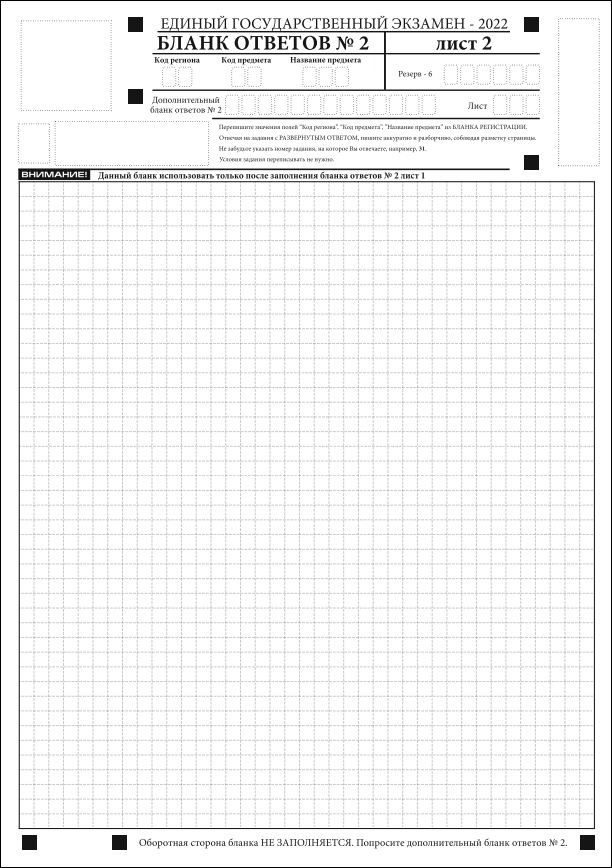 ЕДИНЫЙ ГОСУДАРСТВЕННЫЙ ЭКЗАМЕН - 2022
БЛАНК ОТВЕТОВ № 2
лист 2
Код региона
Код предмета
Название предмета
Резерв - 6
Дополнительный
бланк ответов № 2
Лист
Перепишите значения полей "Код региона", "Код предмета", "Название предмета" из БЛАНКА РЕГИСТРАЦИИ.
Отвечая на задания с РАЗВЕРНУТЫМ ОТВЕТОМ, пишите аккуратно и разборчиво, соблюдая разметку страницы.
Не забудьте указать номер задания, на которое Вы отвечаете, например, 31.
Условия задания переписывать не нужно.
ВНИМАНИЕ! Данный бланк использовать только после заполнения бланка ответов № 2 лист 1
Оборотная сторона бланка НЕ ЗАПОЛНЯЕТСЯ. Попросите дополнительный бланк ответов № 2.